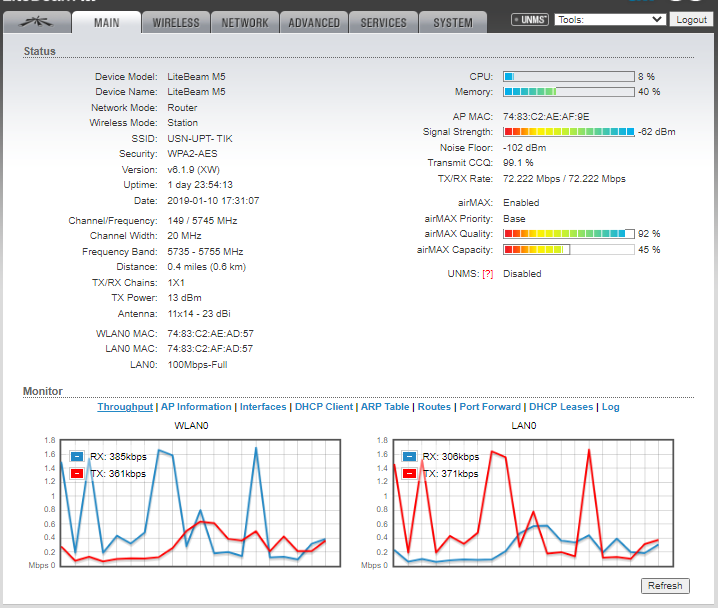 MAIN WIRELESS NETWORK ADVANCED SERVICES SYSTEM UNMS Tools: Logout
Status
Device Model: LiteBeam M5
Device Name: LiteBeam M5
Network Mode: Router
Wireless Mode: Station
SSID: USN-UPT- TIK
Security: WPA2-AES
Version: v6.1.9 (XW)
Uptime: 1 day 23:54:13
Date: 2019-01-10 17:31:07
Channel/Frequency: 149 / 5745 MHz
Channel Width: 20 MHz
Frequency Band: 5735 - 5755 MHz
Distance: 0.4 miles (0.6 km)
TX/RX Chains: 1X1
TX Power: 13 dBm
Antenna: 11x14 - 23 dBi
WLAN0 MAC: 74:83:C2:AE:AD:57
LAN0 MAC: 74:83:C2:AF:AD:57
LAN0: 100Mbps-Full
CPU: 8 %
Memory: 40 %
AP MAC: 74:83:C2:AE:AF:9E
Signal Strength: -62 dBm
Noise Floor: -102 dBm
Transmit CCQ: 99.1 %
TX/RX Rate: 72.222 Mbps / 72.222 Mbps
airMAX: Enabled
airMAX Priority: Base
airMAX Quality: 92 %
airMAX Capacity: 45 %
UNMS: [?] Disabled
Monitor
Throughput | AP Information | Interfaces | DHCP Client | ARP Table | Routes | Port Forward | DHCP Leases | Log
WLAN0
1.8
1.6
1.4
1.2
1
0.8
0.6
0.4
0.2
Mbps 0
RX: 385kbps
TX: 361kbps
LAN0
1.8
1.6
1.4
1.2
1
0.8
0.6
0.4
0.2
Mbps 0
RX: 306kbps
TX: 371kbps
Refresh